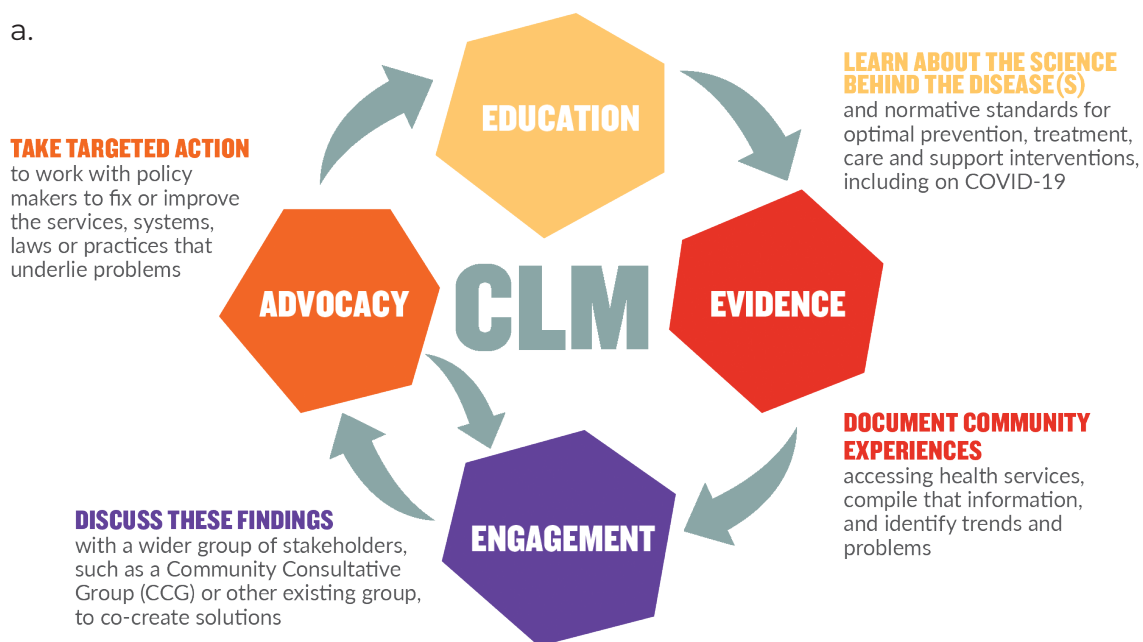 a.
EDUCATION
LEARN ABOUT THE SCIENCE
BEHIND THE DISEASE(S)
and normative standards for
optimal prevention, treatment,
care and support interventions,
including on COVID-19
TAKE TARGETED ACTION
to work with policy
makers to fix or improve
the services, systems,
laws or practices that
underlie problems
ADVOCACY
CLM
EVIDENCE
DOCUMENT COMMUNITY
EXPERIENCES
accessing health services,
compile that information,
and identify trends and
problems
DISCUSS THESE FINDINGS
with a wider group of stakeholders,
such as a Community Consultative
Group (CCG) or other existing group,
to co-create solutions
ENGAGEMENT